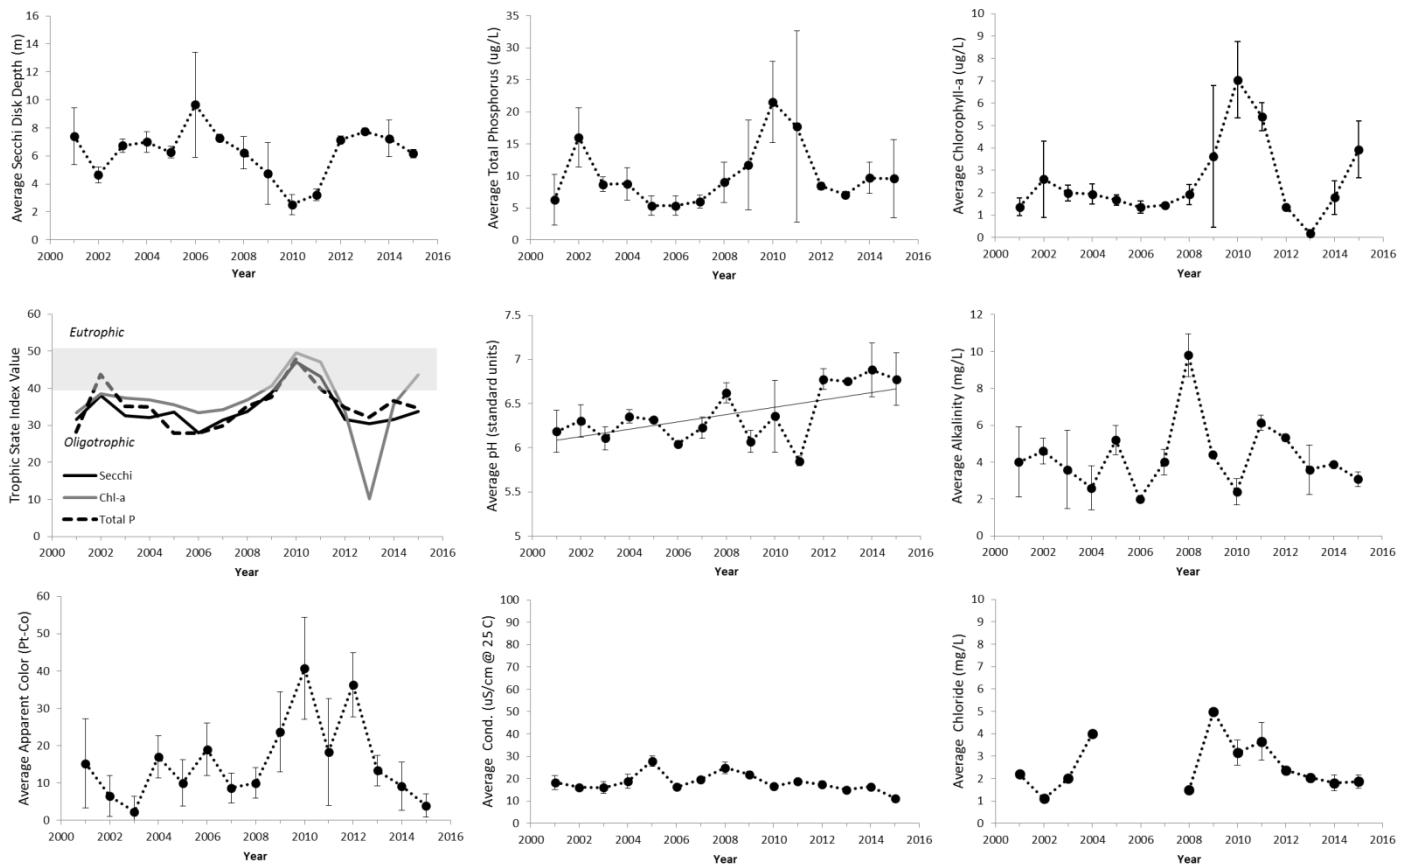 Average Secchi Disk Depth (m)
16
14
12
10
8
6
4
2
0
2000 2002 2004 2006 2008 2010 2012 2014 2016
Year
Average Total Phosphorus (ug/L)
35
30
25
20
15
10
5
0
2000 2002 2004 2006 2008 2010 2012 2014 2016
Year
Average Chlorophyll-a (ug/L)
10
9
8
7
6
5
4
3
2
1
0
2000 2002 2004 2006 2008 2010 2012 2014 2016
Year
Trophic State Index Value
60
50
40
30
20
10
0
Eutrophic
Oligotrophic
Secchi
Chl-a
Total P
2000 2002 2004 2006 2008 2010 2012 2014 2016
Year
Average pH (standard units)
7.5
7
6.5
6
5.5
5
2000 2002 2004 2006 2008 2010 2012 2014 2016
Year
Average Alkalinity (mg/L)
12
10
8
6
4
2
0
2000 2002 2004 2006 2008 2010 2012 2014 2016
Year
Average Apparent Color (Pt-Co)
60
50
40
30
20
10
0
2000 2002 2004 2006 2008 2010 2012 2014 2016
Year
Average Cond. (uS/cm @ 25 C)
100
90
80
70
60
50
40
30
20
10
0
2000 2002 2004 2006 2008 2010 2012 2014 2016
Year
Average Chloride (mg/L)
10
9
8
7
6
5
4
3
2
1
0
2000 2002 2004 2006 2008 2010 2012 2014 2016
Year